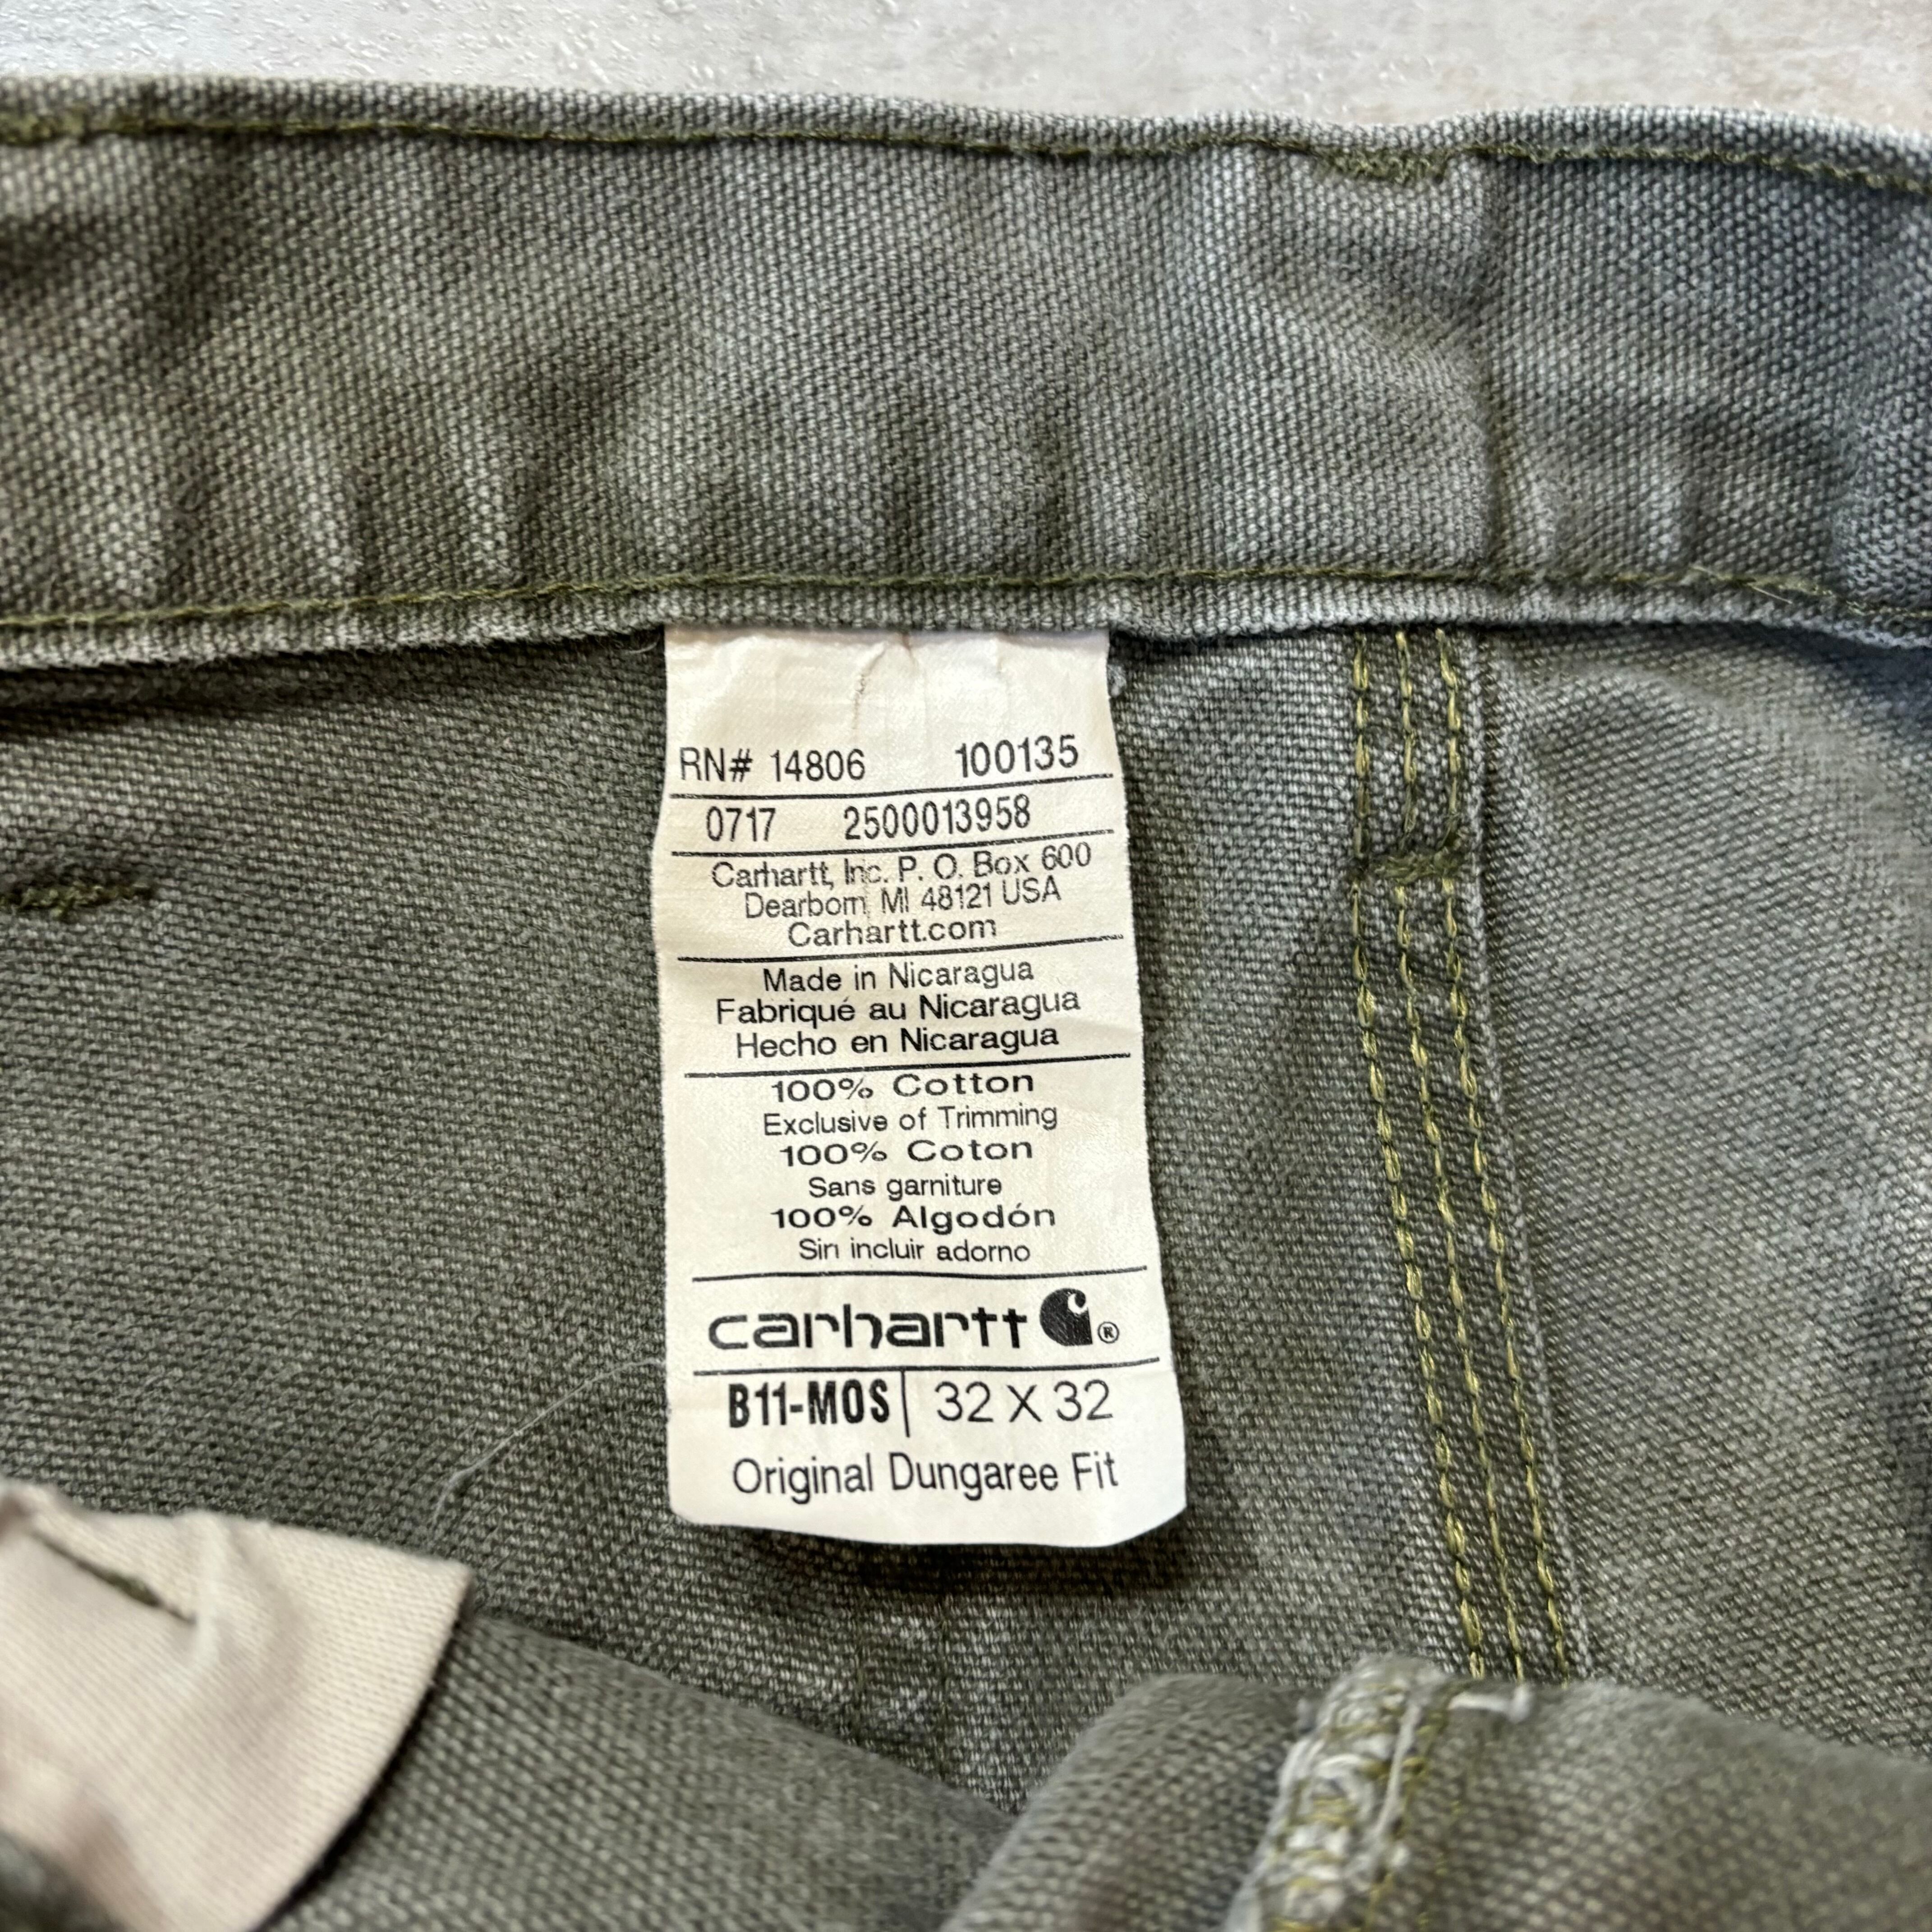 RN# 14806 100135
0717 2500013958
Carhartt, Inc. P. O. Box 600
Dearborn, MI 48121 USA
Carhartt.com
Made in Nicaragua
Fabriqué au Nicaragua
Hecho en Nicaragua
100% Cotton
Exclusive of Trimming
100% Coton
Sans garniture
100% Algodón
Sin incluir adorno
carhartt ®
B11-MOS | 32 X 32
Original Dungaree Fit